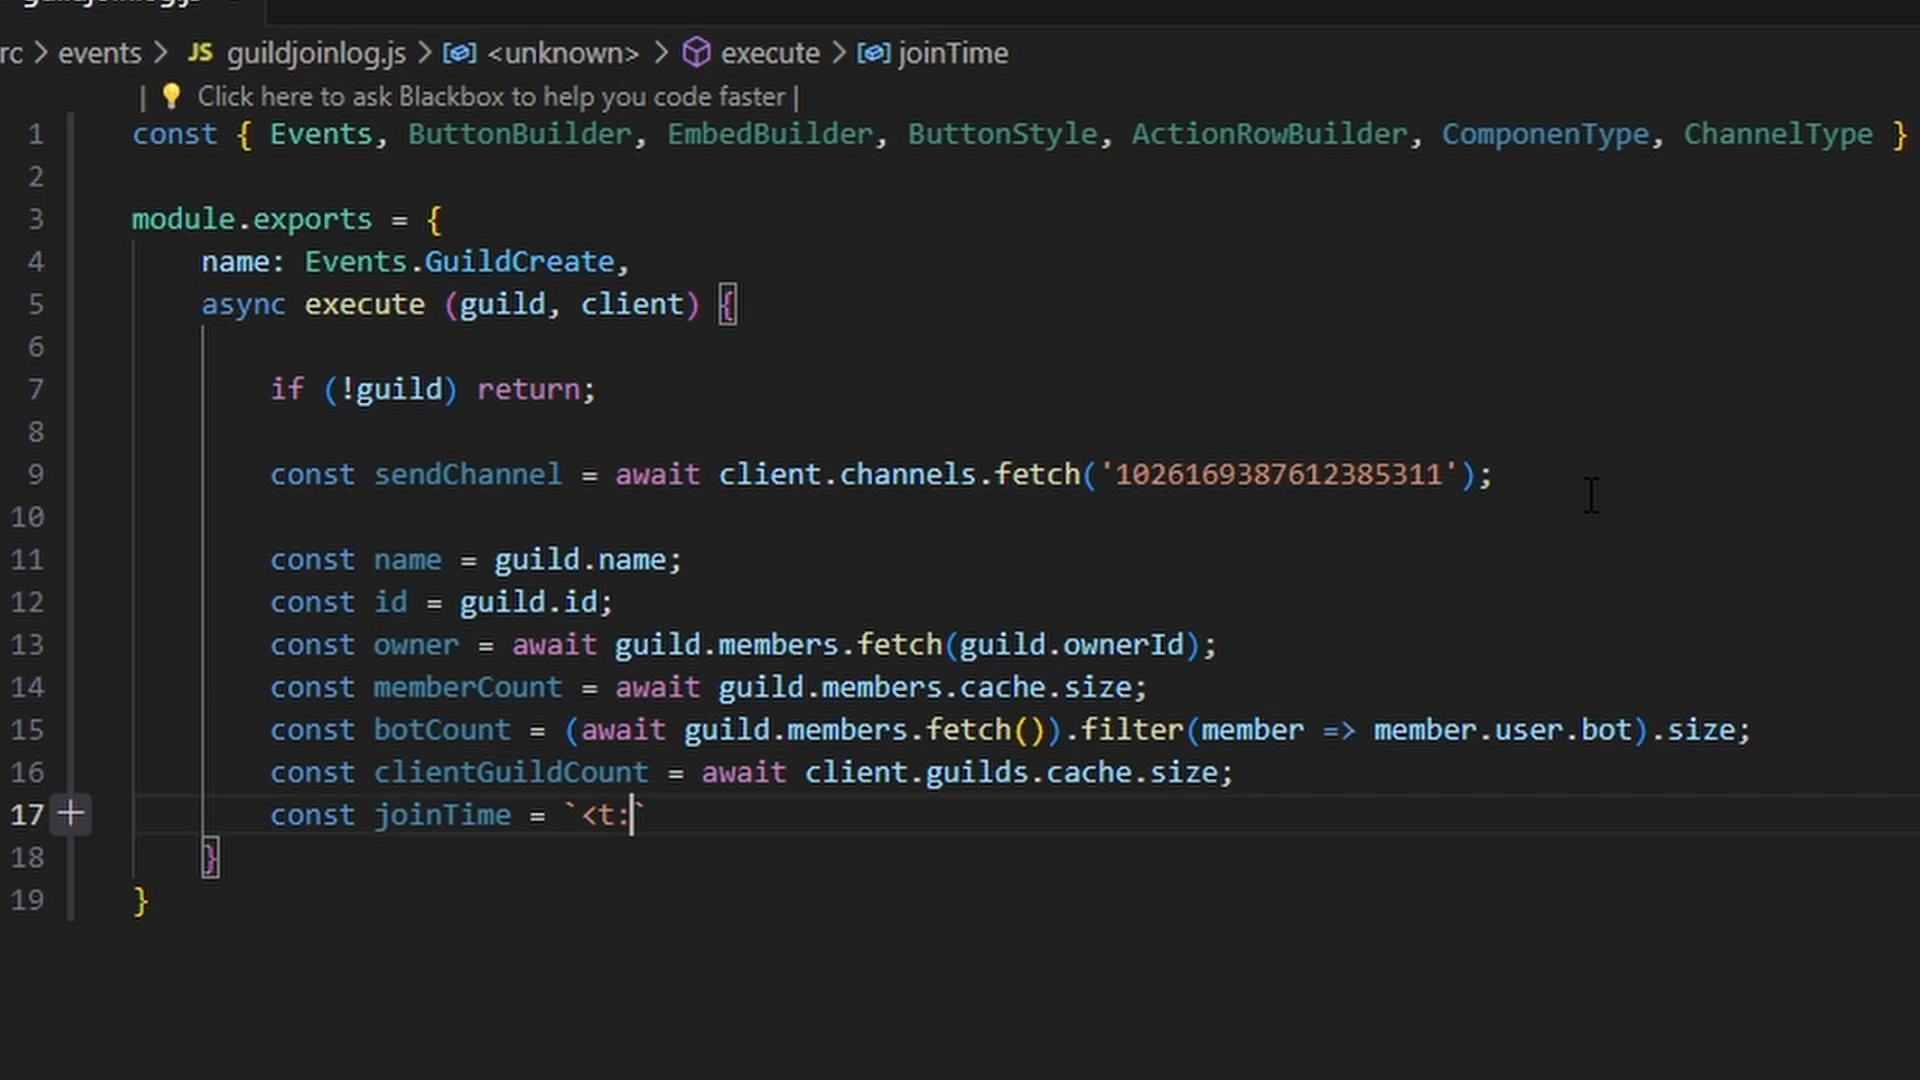 rc > events > JS guildjoinlog.js > <unknown> > execute > joinTime
| 💡 Click here to ask Blackbox to help you code faster |
1 const { Events, ButtonBuilder, EmbedBuilder, ButtonStyle, ActionRowBuilder, ComponenType, ChannelType }
2
3 module.exports = {
4 name: Events.GuildCreate,
5 async execute (guild, client) {
6
7 if (!guild) return;
8
9 const sendChannel = await client.channels.fetch('1026169387612385311');
10
11 const name = guild.name;
12 const id = guild.id;
13 const owner = await guild.members.fetch(guild.ownerId);
14 const memberCount = await guild.members.cache.size;
15 const botCount = (await guild.members.fetch()).filter(member => member.user.bot).size;
16 const clientGuildCount = await client.guilds.cache.size;
17 const joinTime = `<t:`
18 }
19 }